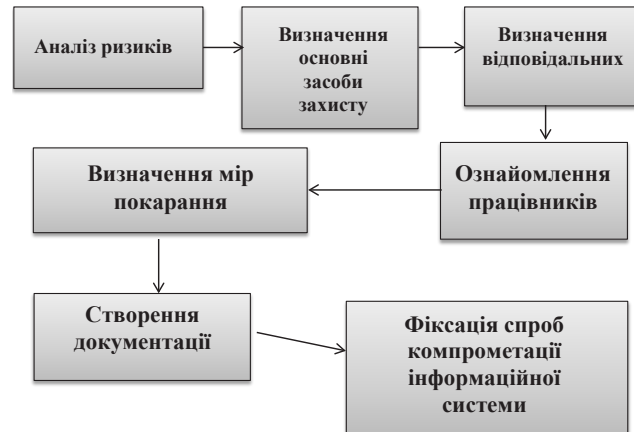 Аналіз ризиків
Визначення
основні
засоби
захисту
Визначення
відповідальних
Ознайомлення
працівників
Визначення мір
покарання
Створення
документації
Фіксація спроб
компрометації
інформаційної
системи